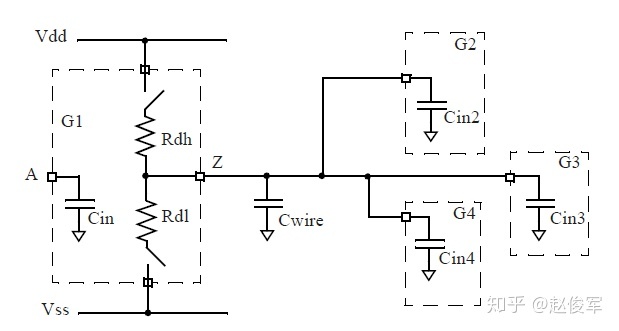 Vdd
G2
G1
Rdh
Cin2
A
Z
G3
Cin
Rdl
Cwire
G4
Cin3
Cin4
Vss
知乎 @赵俊军